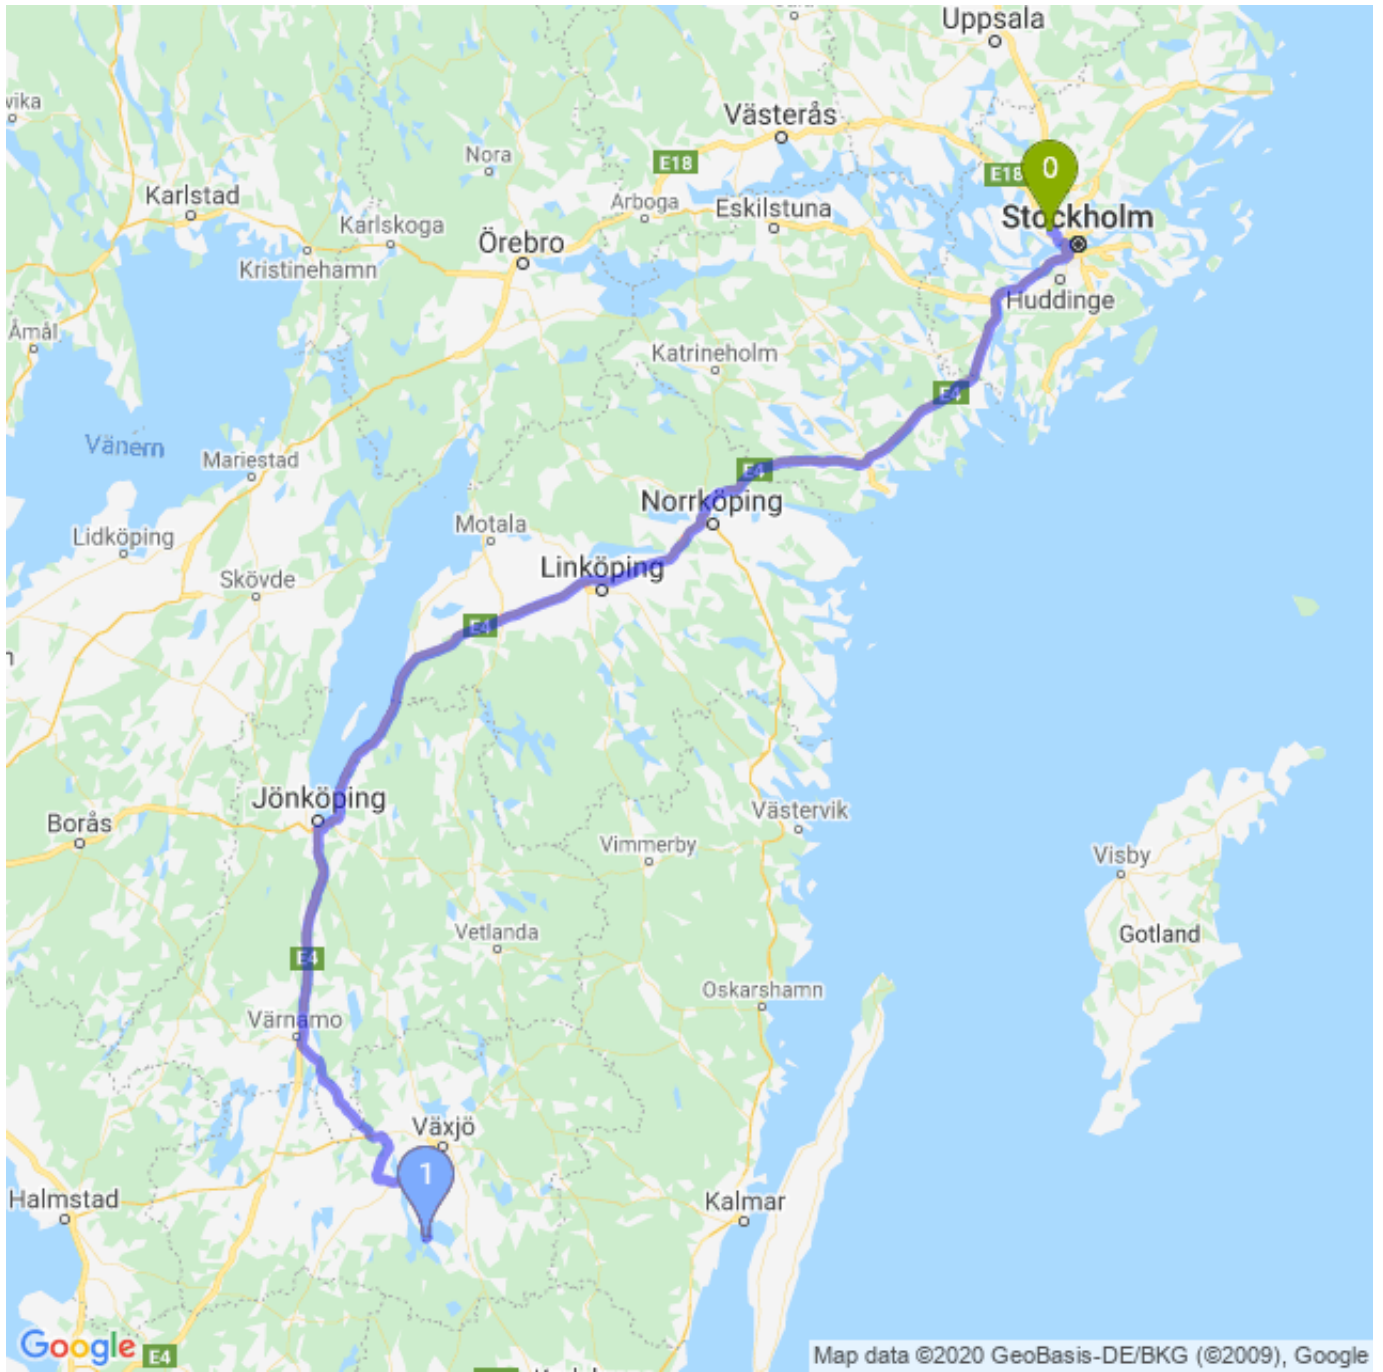 Uppsala
Västerås
E18
E18
0
Nora
Arboga
Eskilstuna
Stockholm
Karlstad
Karlskoga
Örebro
Kristinehamn
Huddinge
Åmål
Katrineholm
E4
Vänern
Mariestad
E4
Norrköping
Motala
Lidköping
Linköping
Skövde
E4
Jönköping
Borås
Västervik
Vimmerby
Visby
Vetlanda
Gotland
E4
Oskarshamn
Värnamo
Växjö
1
Halmstad
Kalmar
Google
E4
Map data ©2020 GeoBasis-DE/BKG (©2009), Google